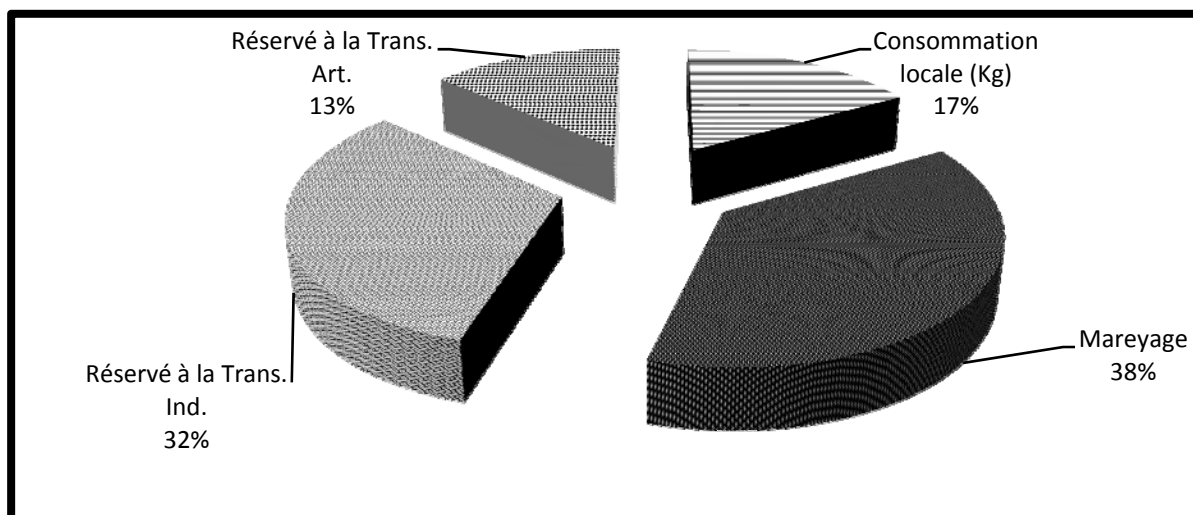 Réservé à la Trans.
Art.
13%
Consommation
locale (Kg)
17%
Réservé à la Trans.
Ind.
32%
Mareyage
38%